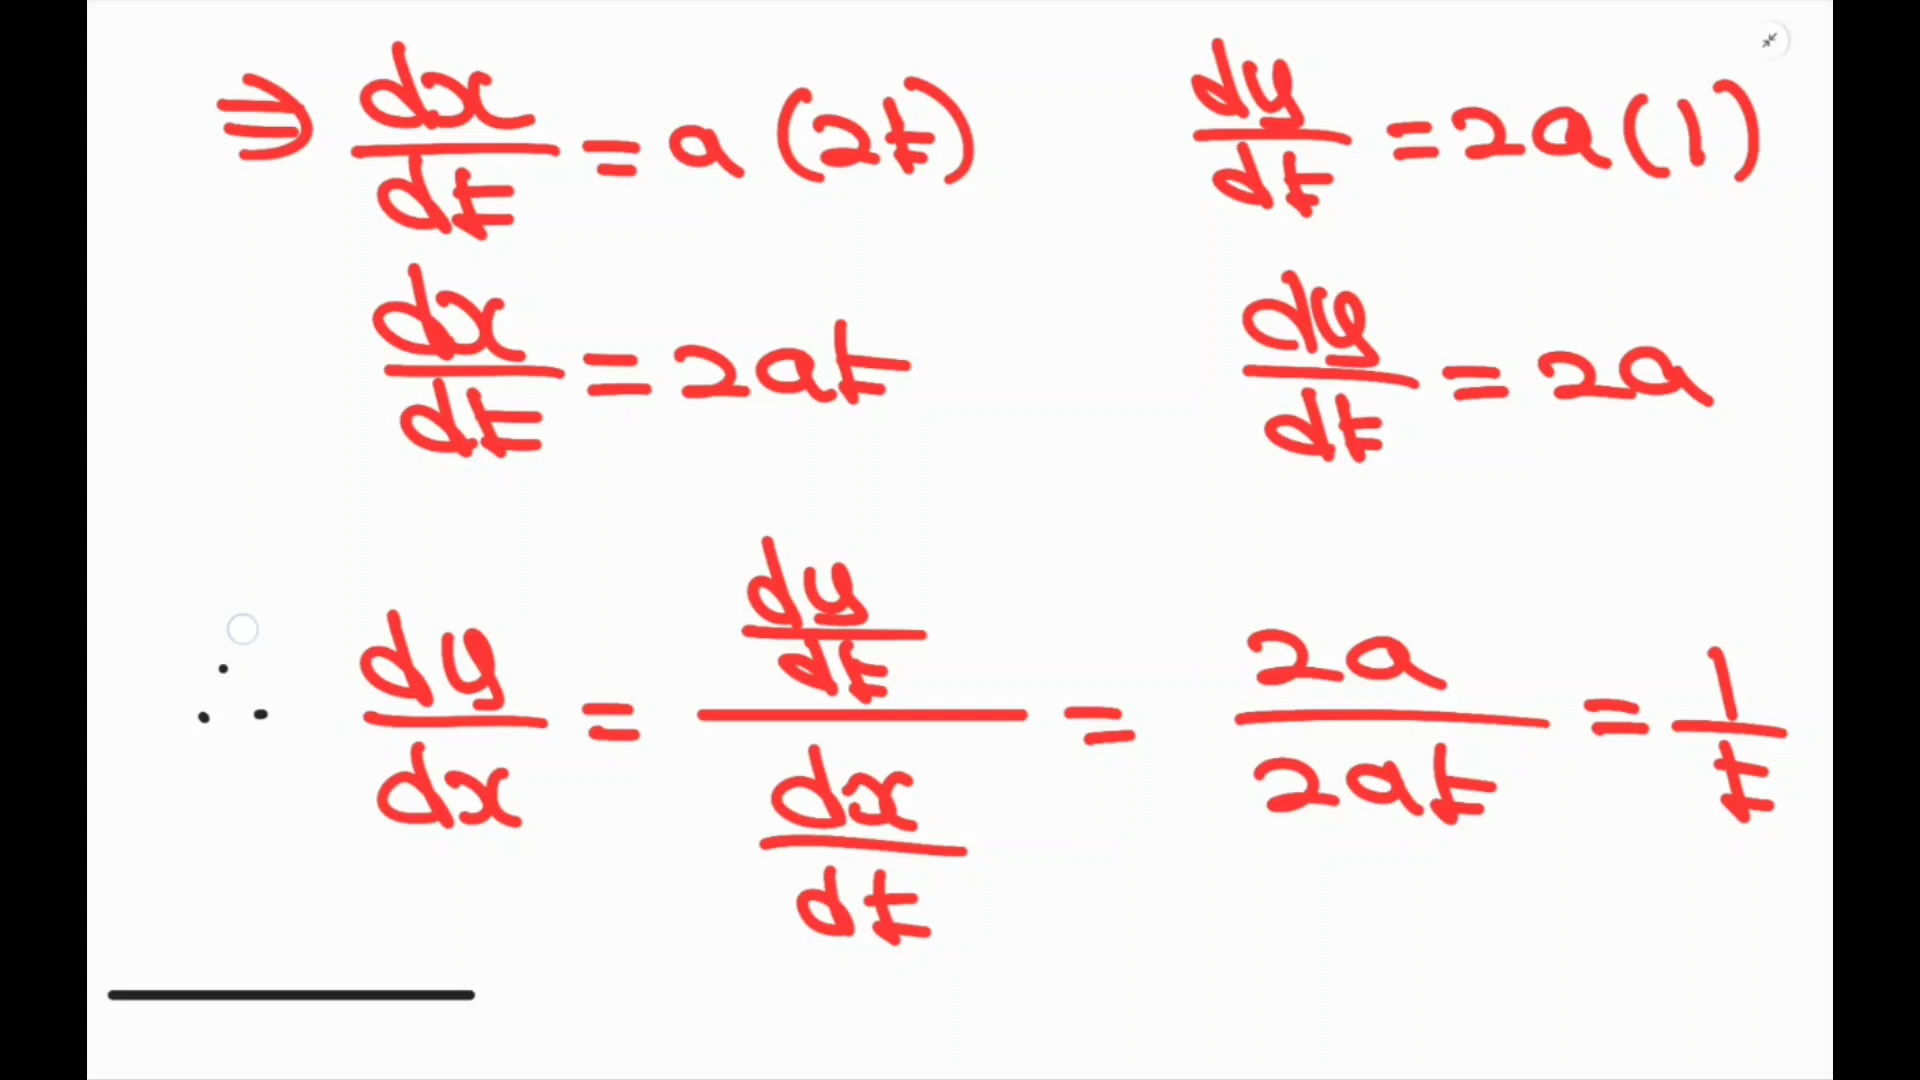 ⇒ dx/dt = a (2t) dy/dt = 2a (1)
dx/dt = 2at dy/dt = 2a
∴ dy/dx = (dy/dt)/(dx/dt) = 2a/2at = 1/t